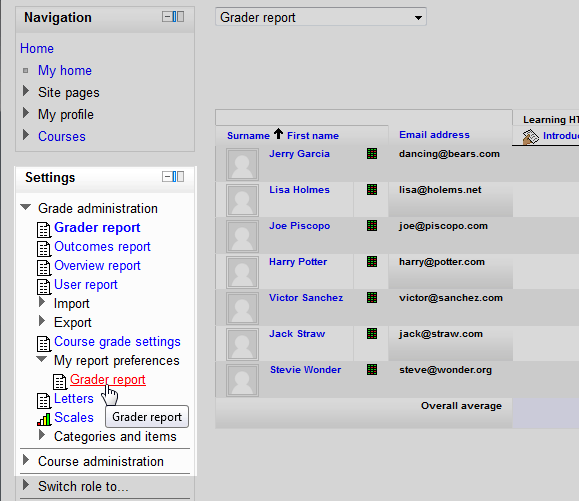 Navigation
Home
My home
Site pages
My profile
Courses
Settings
Grade administration
Grader report
Outcomes report
Overview report
User report
Import
Export
Course grade settings
My report preferences
Grader report
Letters
Scales
Grader report
Categories and items
Course administration
Switch role to...
Grader report
Learning HT
Surname First name Email address Introduc
Jerry Garcia dancing@bears.com
Lisa Holmes lisa@holems.net
Joe Piscopo joe@piscopo.com
Harry Potter harry@potter.com
Victor Sanchez victor@sanchez.com
Jack Straw jack@straw.com
Stevie Wonder steve@wonder.org
Overall average